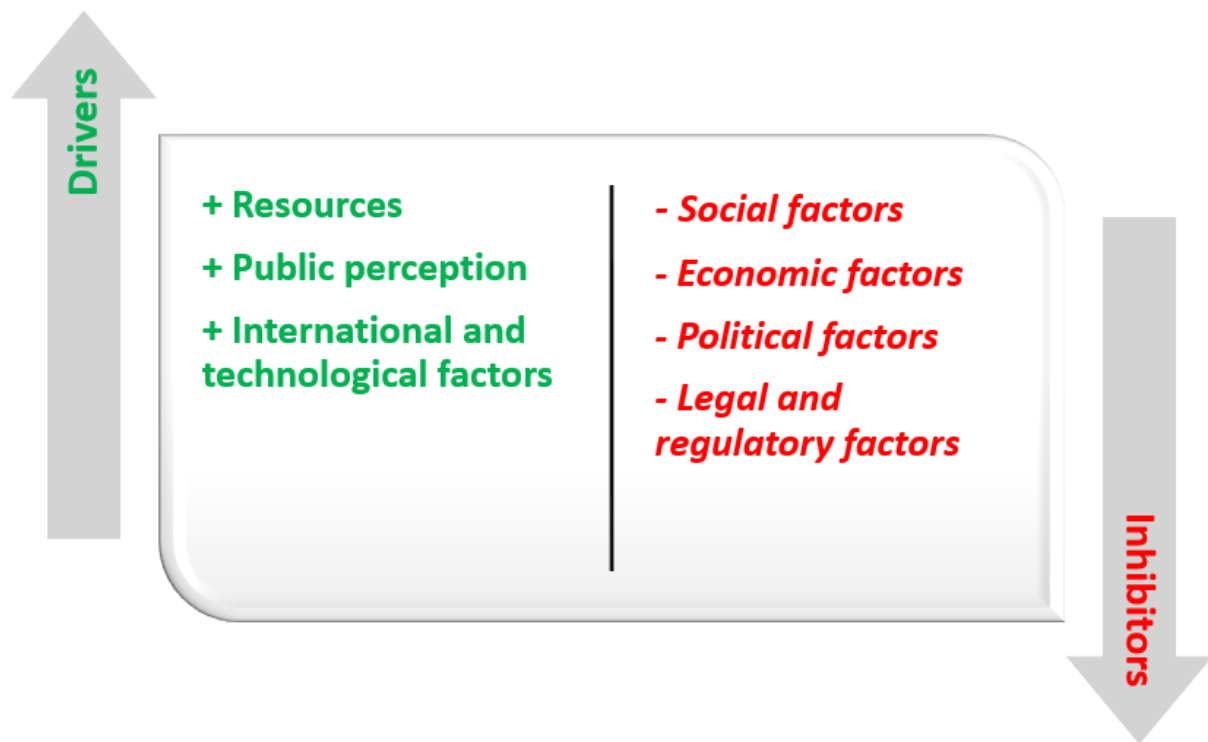 Drivers
+ Resources
+ Public perception
+ International and
technological factors
- Social factors
- Economic factors
- Political factors
- Legal and
regulatory factors
Inhibitors